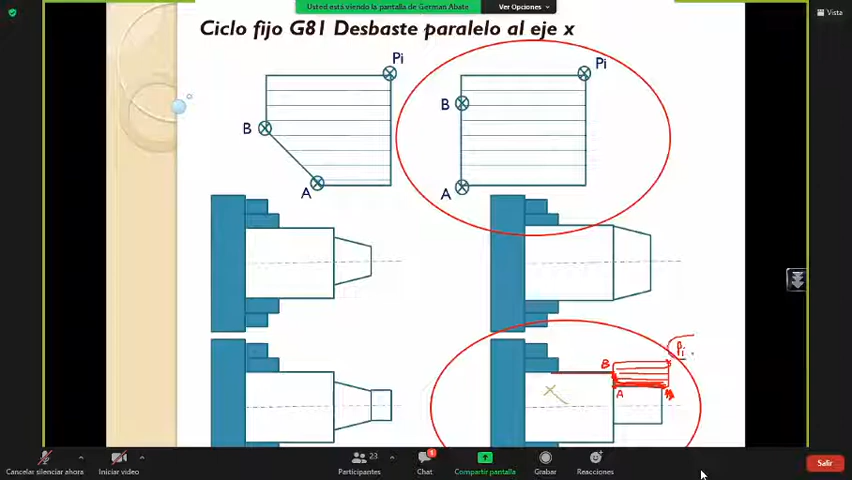 Usted está viendo la pantalla de German Abate
Ver Opciones
Vista
Ciclo fijo G81 Desbaste paralelo al eje x
Pi
Pi
B
B
A
A
B
Pi
A
X
Cancelar silenciar ahora
Iniciar video
23
Participantes
Chat
Compartir pantalla
Grabar
Reacciones
Salir